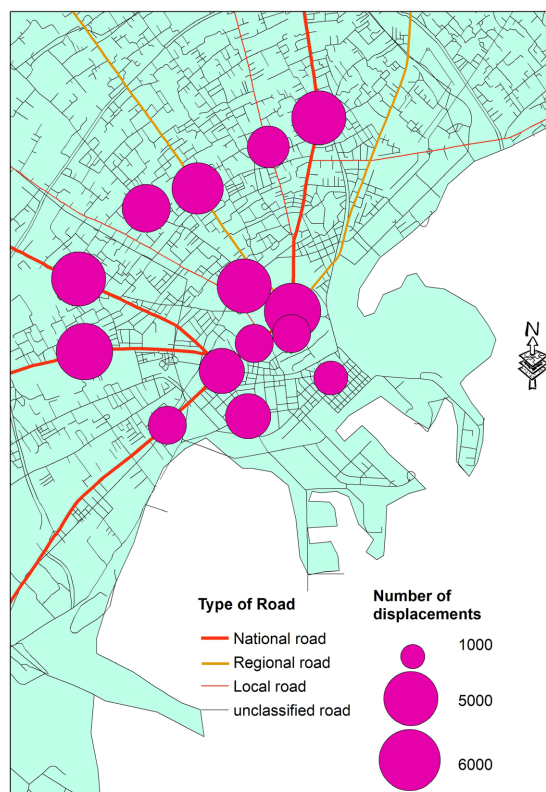 N
Type of Road
National road
Regional road
Local road
unclassified road
Number of
displacements
1000
5000
6000